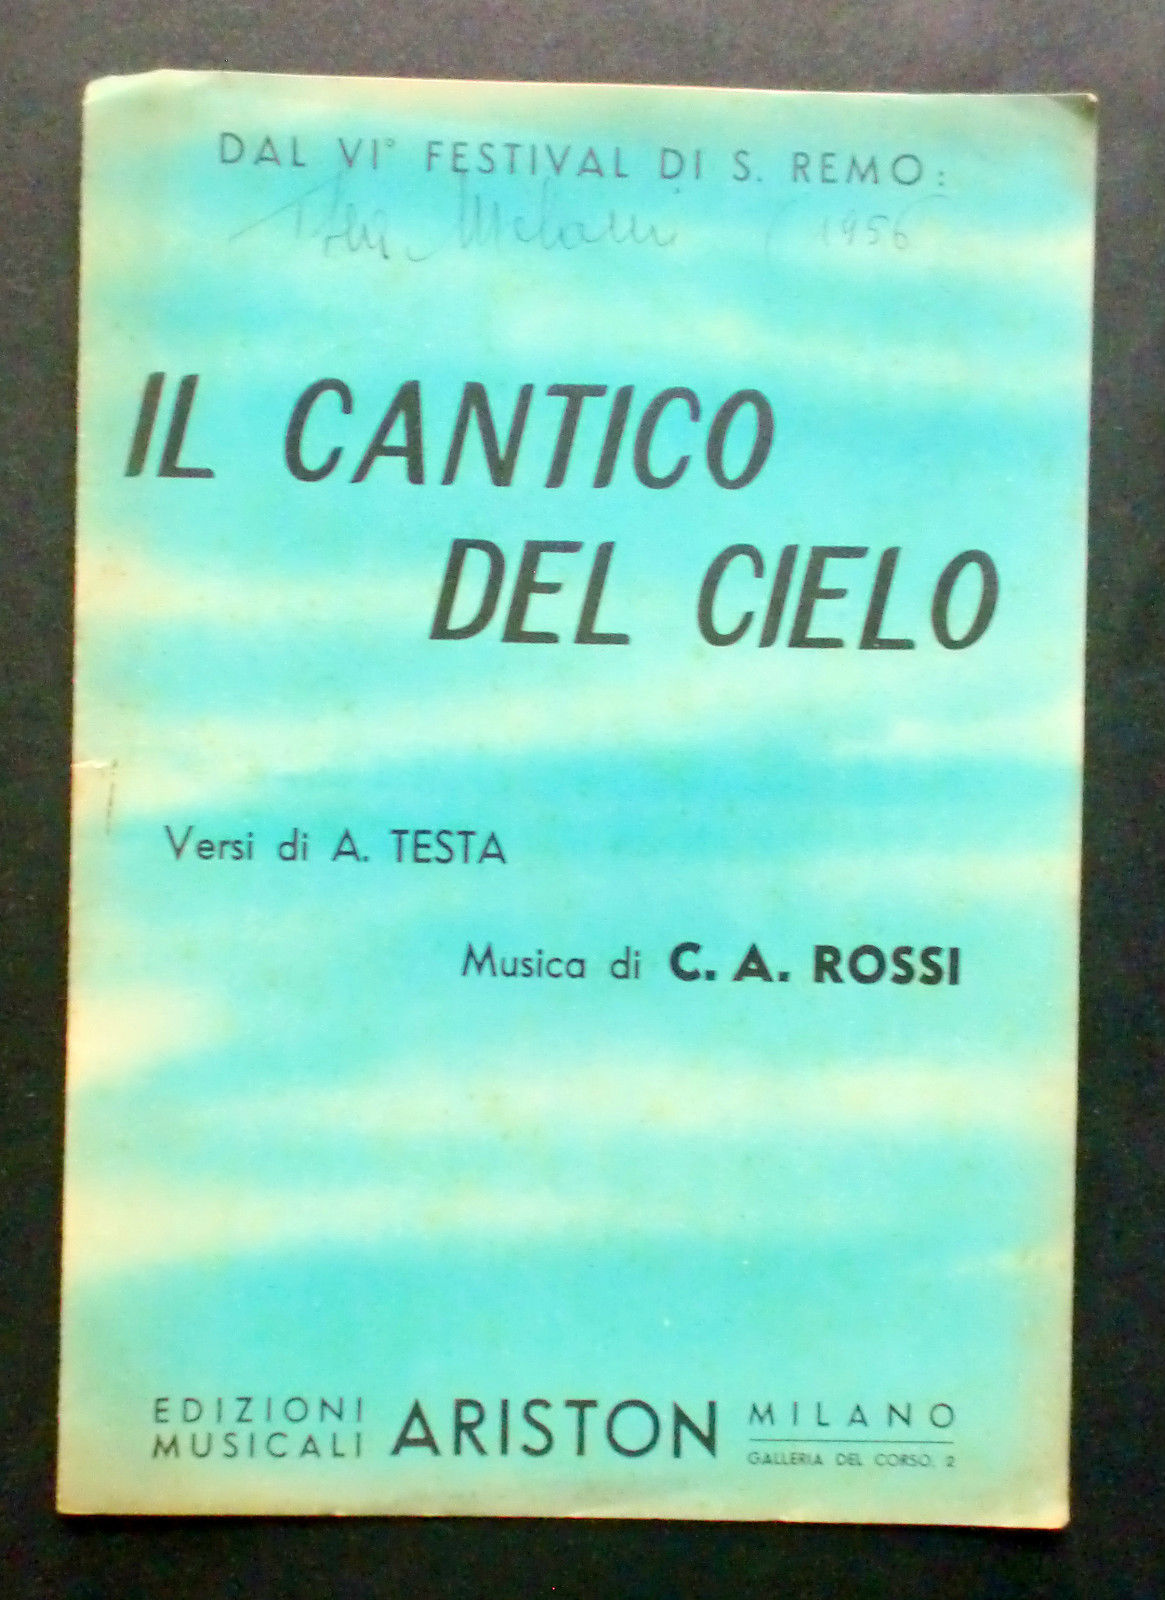 DAL VI° FESTIVAL DI S. REMO:
Milani (1956
IL CANTICO
DEL CIELO
Versi di A. TESTA
Musica di C. A. ROSSI
EDIZIONI MUSICALI ARISTON MILANO
GALLERIA DEL CORSO, 2